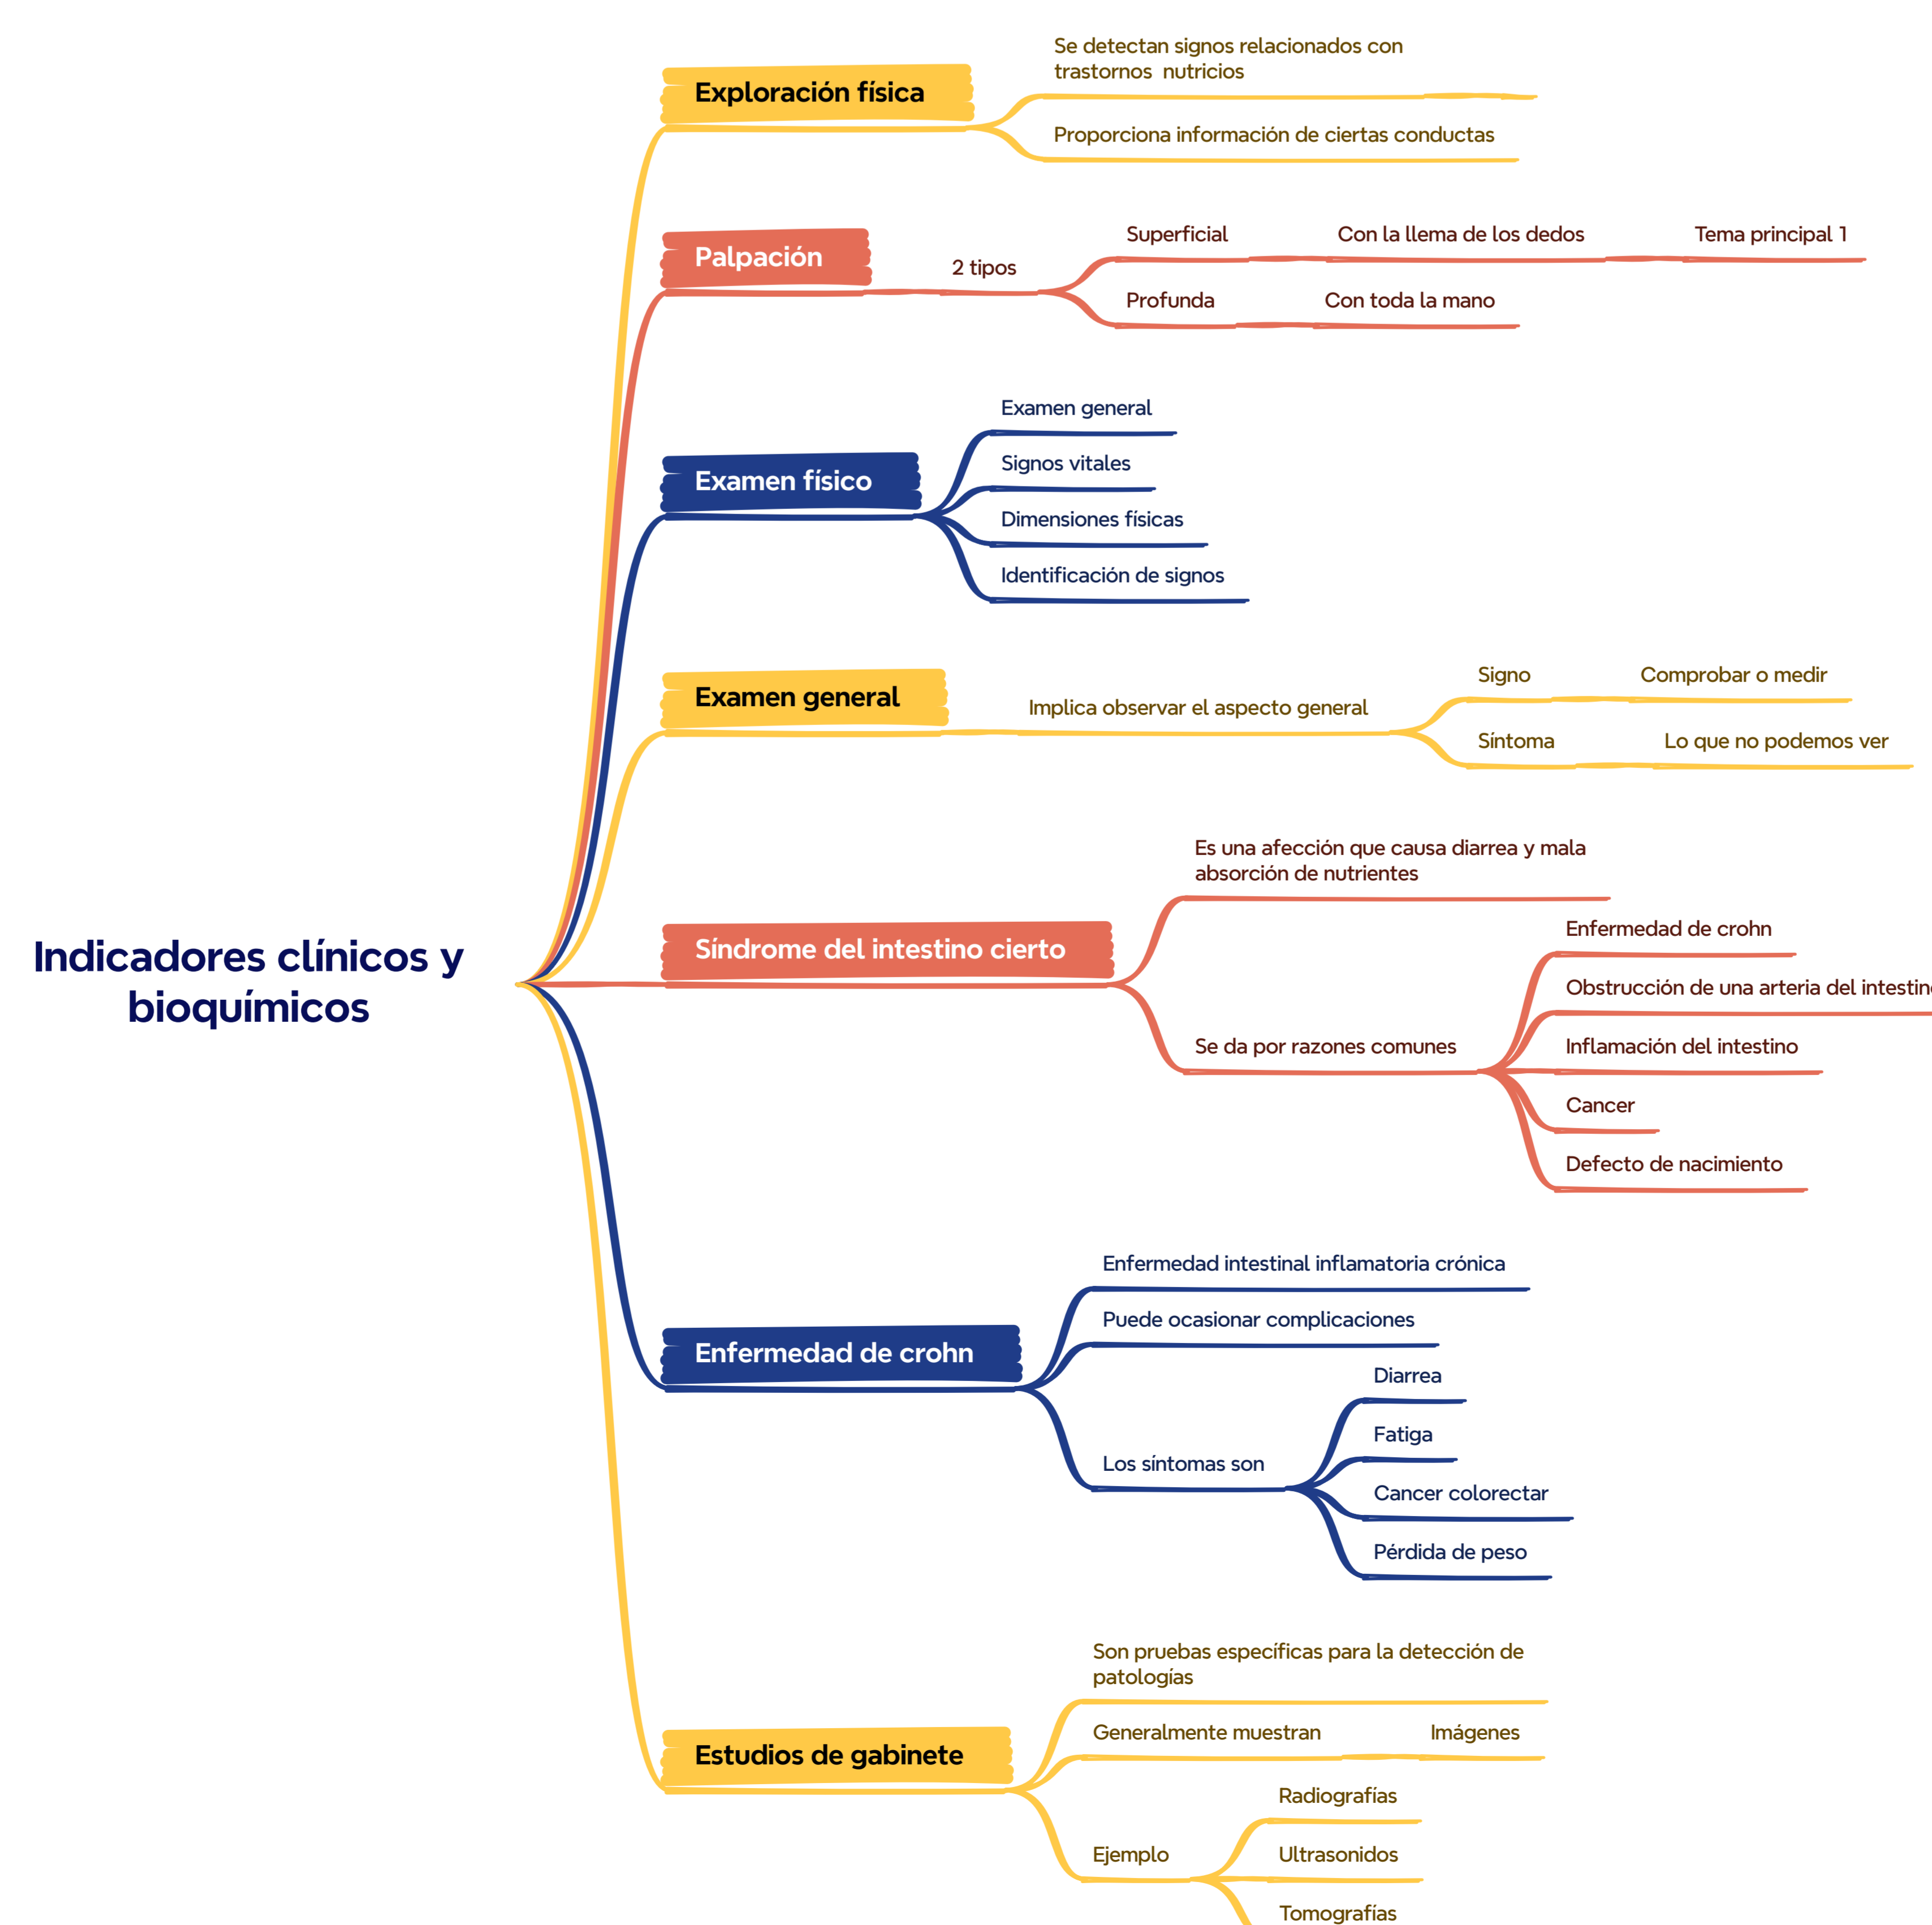 Se detectan signos relacionados con
trastornos  nutricios
Exploración física
Proporciona información de ciertas conductas
Palpación
2 tipos
Superficial
Con la llema de los dedos
Tema principal 1
Profunda
Con toda la mano
Examen físico
Examen general
Signos vitales
Dimensiones físicas
Identificación de signos
Examen general
Implica observar el aspecto general
Signo
Comprobar o medir
Síntoma
Lo que no podemos ver
Indicadores clínicos y
bioquímicos
Síndrome del intestino cierto
Es una afección que causa diarrea y mala
absorción de nutrientes
Se da por razones comunes
Enfermedad de crohn
Obstrucción de una arteria del
Inflamación del intestino
Cancer
Defecto de nacimiento
Enfermedad de crohn
Enfermedad intestinal inflamatoria crónica
Puede ocasionar complicaciones
Los síntomas son
Diarrea
Fatiga
Cancer colorectar
Pérdida de peso
Estudios de gabinete
Son pruebas específicas para la detección de
patologías
Generalmente muestran
Imágenes
Ejemplo
Radiografías
Ultrasonidos
Tomografías